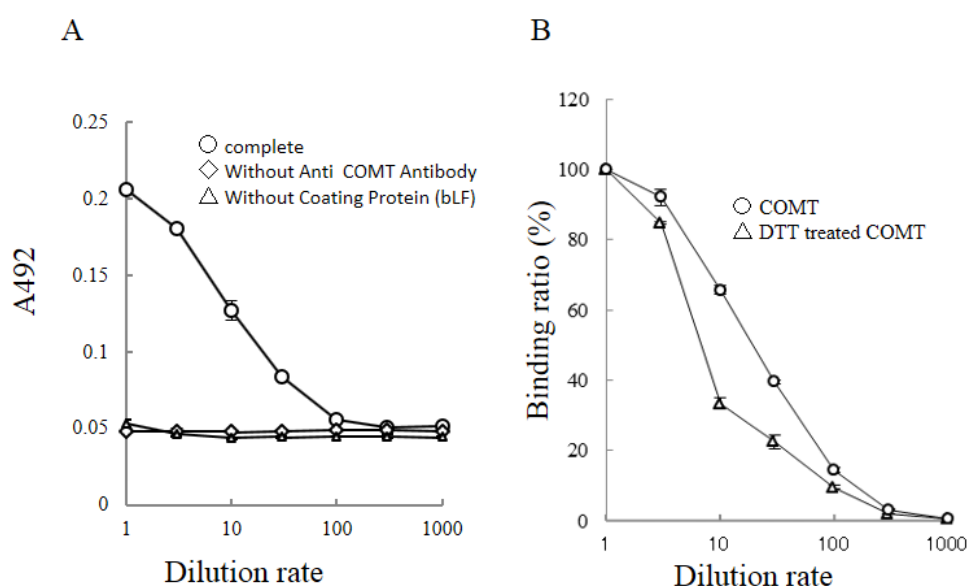 A
A492
0.25
0.2
0.15
0.1
0.05
0
complete
Without Anti COMT Antibody
Without Coating Protein (bLF)
1
10
100
1000
Dilution rate
B
Binding ratio (%)
120
100
80
60
40
20
0
COMT
DTT treated COMT
1
10
100
1000
Dilution rate